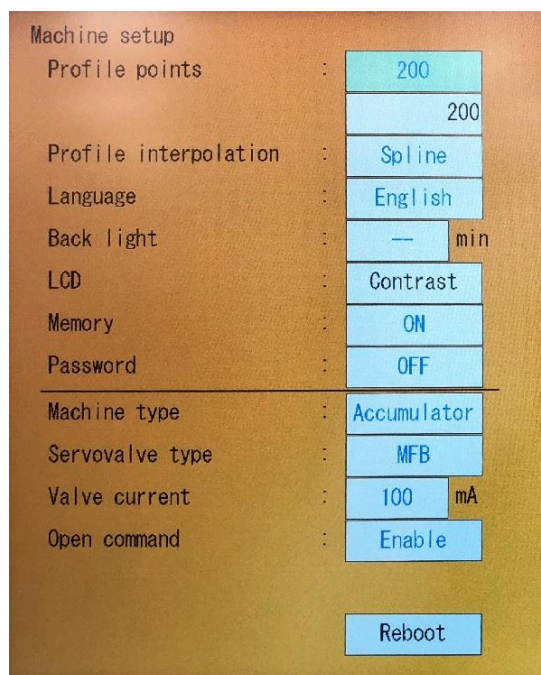 Machine setup
Profile points : 200
200
Profile interpolation : Spline
Language : English
Back light : -- min
LCD : Contrast
Memory : ON
Password : OFF
Machine type : Accumulator
Servovalve type : MFB
Valve current : 100 mA
Open command : Enable
Reboot